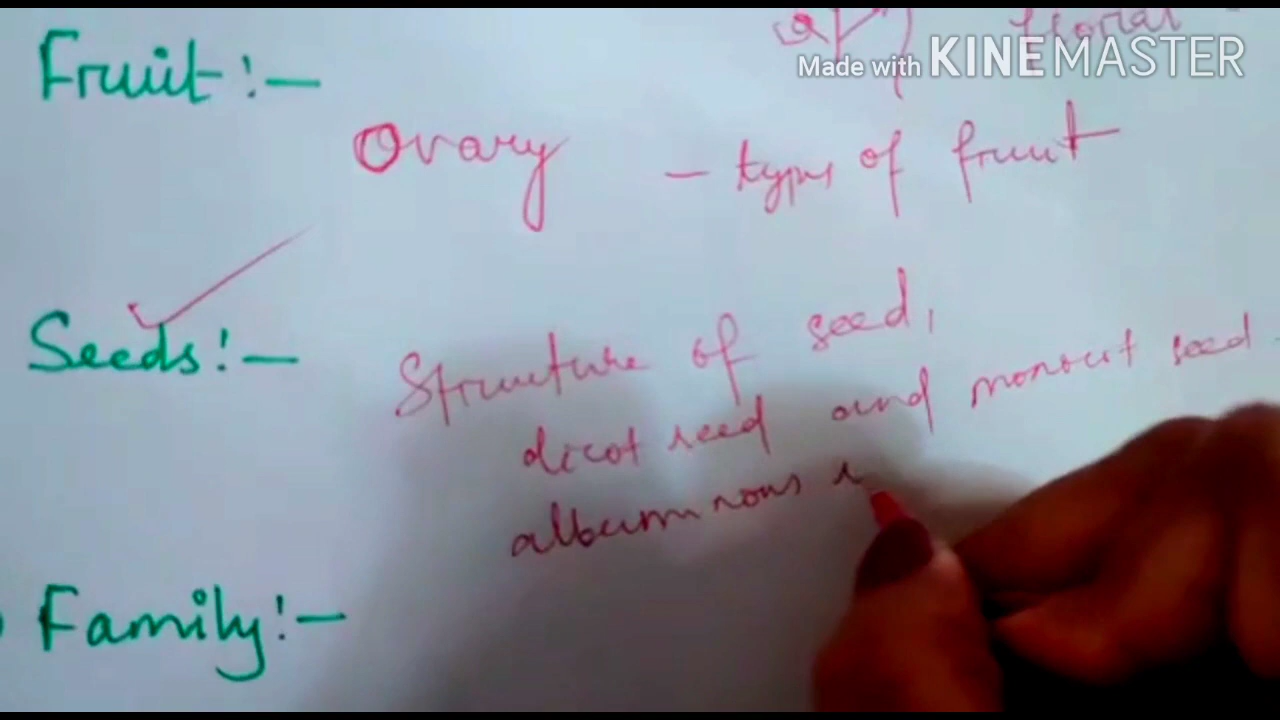 Floral
Made with KINEMASTER
Fruit:-
Ovary - types of fruit
Seeds:-
Structure of seed,
dicot seed and monocot seed.
albuminous
Family:-